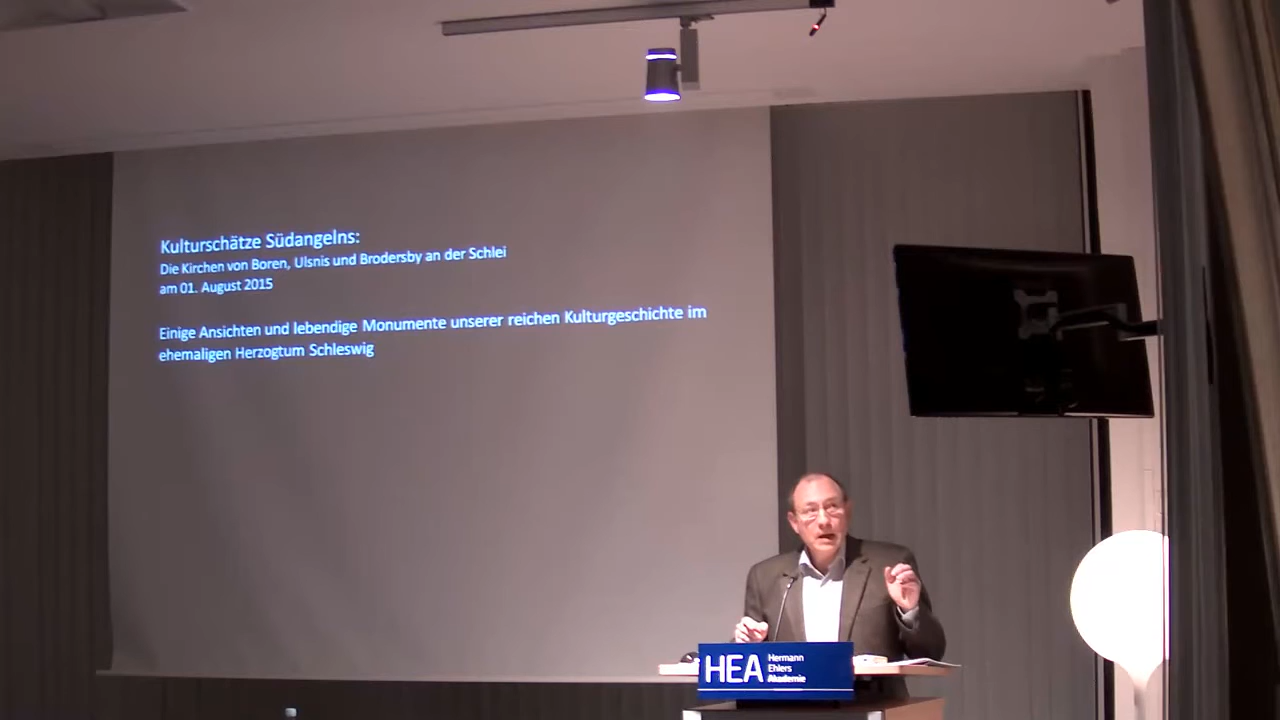 Kulturschätze Südangelns:
Die Kirchen von Boren, Ulsnis und Brodersby an der Schlei
am 01. August 2015
Einige Ansichten und lebendige Monumente unserer reichen Kulturgeschichte im
ehemaligen Herzogtum Schleswig
HEA
Hermann
Ehlers
Akademie